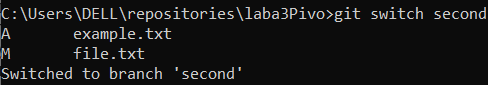 C:\Users\DELL\repositories\laba3Pivo>git switch second
A       example.txt
M       file.txt
Switched to branch 'second'